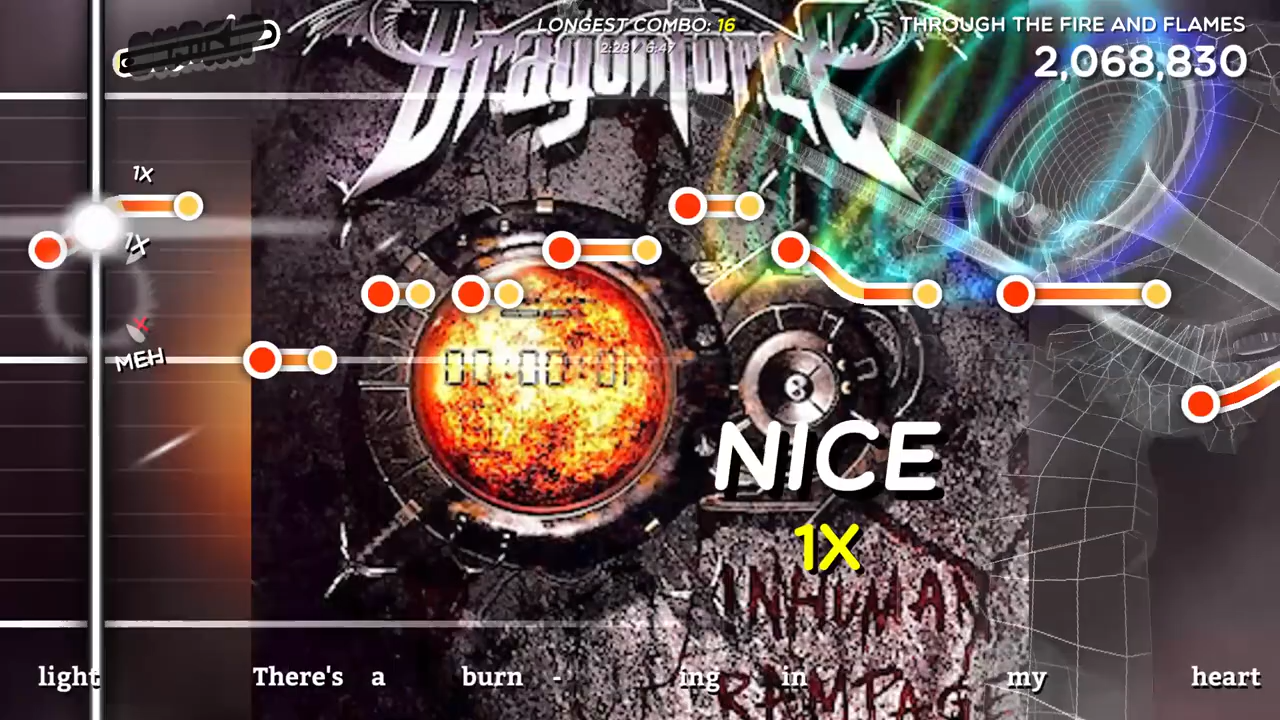 LONGEST COMBO: 16
2:28 / 6:47
THROUGH THE FIRE AND FLAMES
2,068,830
DragonForce
1X
1X
X
MEH
NICE
1X
INHUMAN
RAMPAG
light There's a burn - ing in my heart